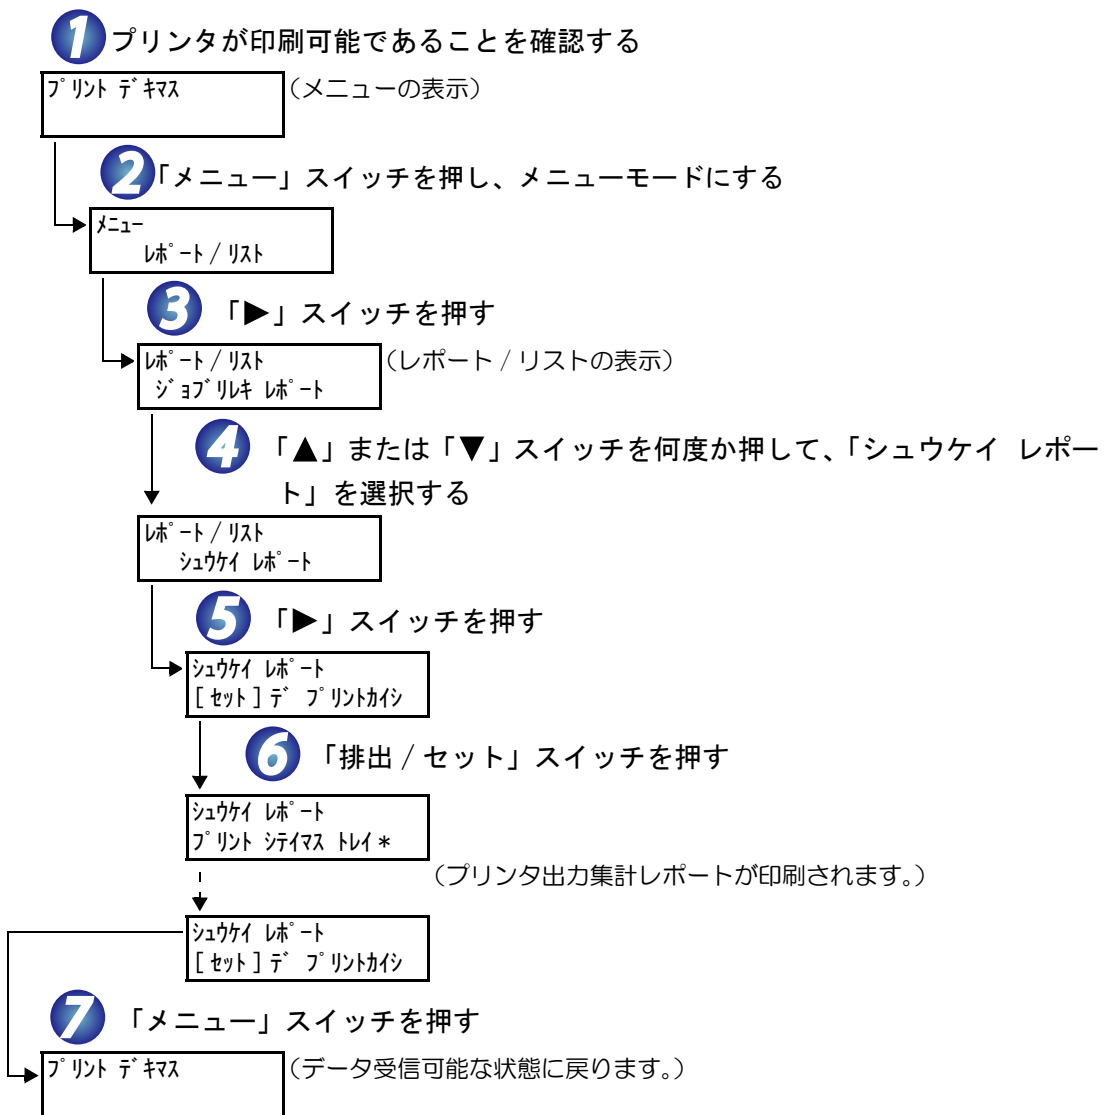 1 プリンタが印刷可能であることを確認する
ﾌﾟﾘﾝﾄ ﾃﾞｷﾏｽ
（メニューの表示）
2 「メニュー」スイッチを押し、メニューモードにする
ﾒﾆｭｰ
ﾚﾎﾟｰﾄ / ﾘｽﾄ
3 「▶」スイッチを押す
ﾚﾎﾟｰﾄ / ﾘｽﾄ
ｼﾞｮﾌﾞﾘﾚｷ ﾚﾎﾟｰﾄ
（レポート / リストの表示）
4 「▲」または「▼」スイッチを何度か押して、「シュウケイ レポー
ト」を選択する
ﾚﾎﾟｰﾄ / ﾘｽﾄ
ｼｭｳｹｲ ﾚﾎﾟｰﾄ
5 「▶」スイッチを押す
ｼｭｳｹｲ ﾚﾎﾟｰﾄ
[ ｾｯﾄ ] ﾃﾞ ﾌﾟﾘﾝﾄｶｲｼ
6 「排出 / セット」スイッチを押す
ｼｭｳｹｲ ﾚﾎﾟｰﾄ
ﾌﾟﾘﾝﾄ ｼﾃｲﾏｽ ﾄﾚｲ *
（プリンタ出力集計レポートが印刷されます。）
ｼｭｳｹｲ ﾚﾎﾟｰﾄ
[ ｾｯﾄ ] ﾃﾞ ﾌﾟﾘﾝﾄｶｲｼ
7 「メニュー」スイッチを押す
ﾌﾟﾘﾝﾄ ﾃﾞｷﾏｽ
（データ受信可能な状態に戻ります。）